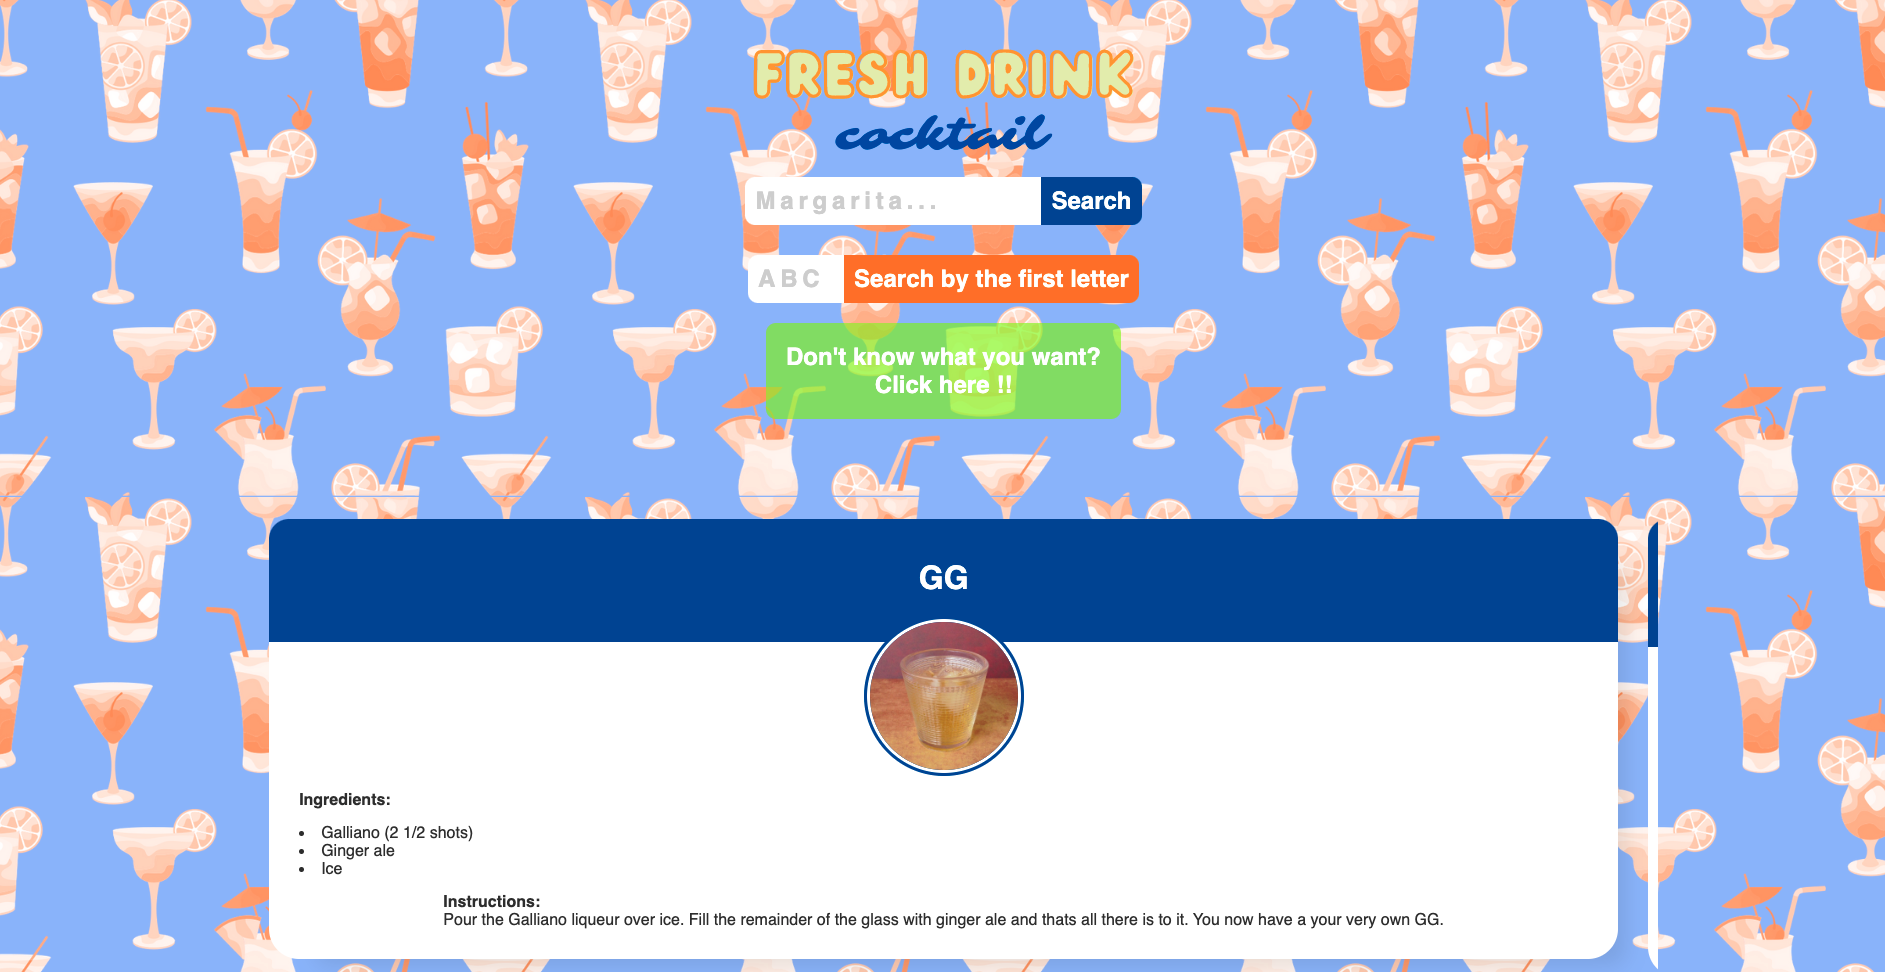 FRESH DRINK
cocktail
Margarita...
Search
ABC
Search by the first letter
Don't know what you want?
Click here !!
GG
Ingredients:
• Galliano (2 1/2 shots)
• Ginger ale
• Ice
Instructions:
Pour the Galliano liqueur over ice. Fill the remainder of the glass with ginger ale and thats all there is to it. You now have a your very own GG.